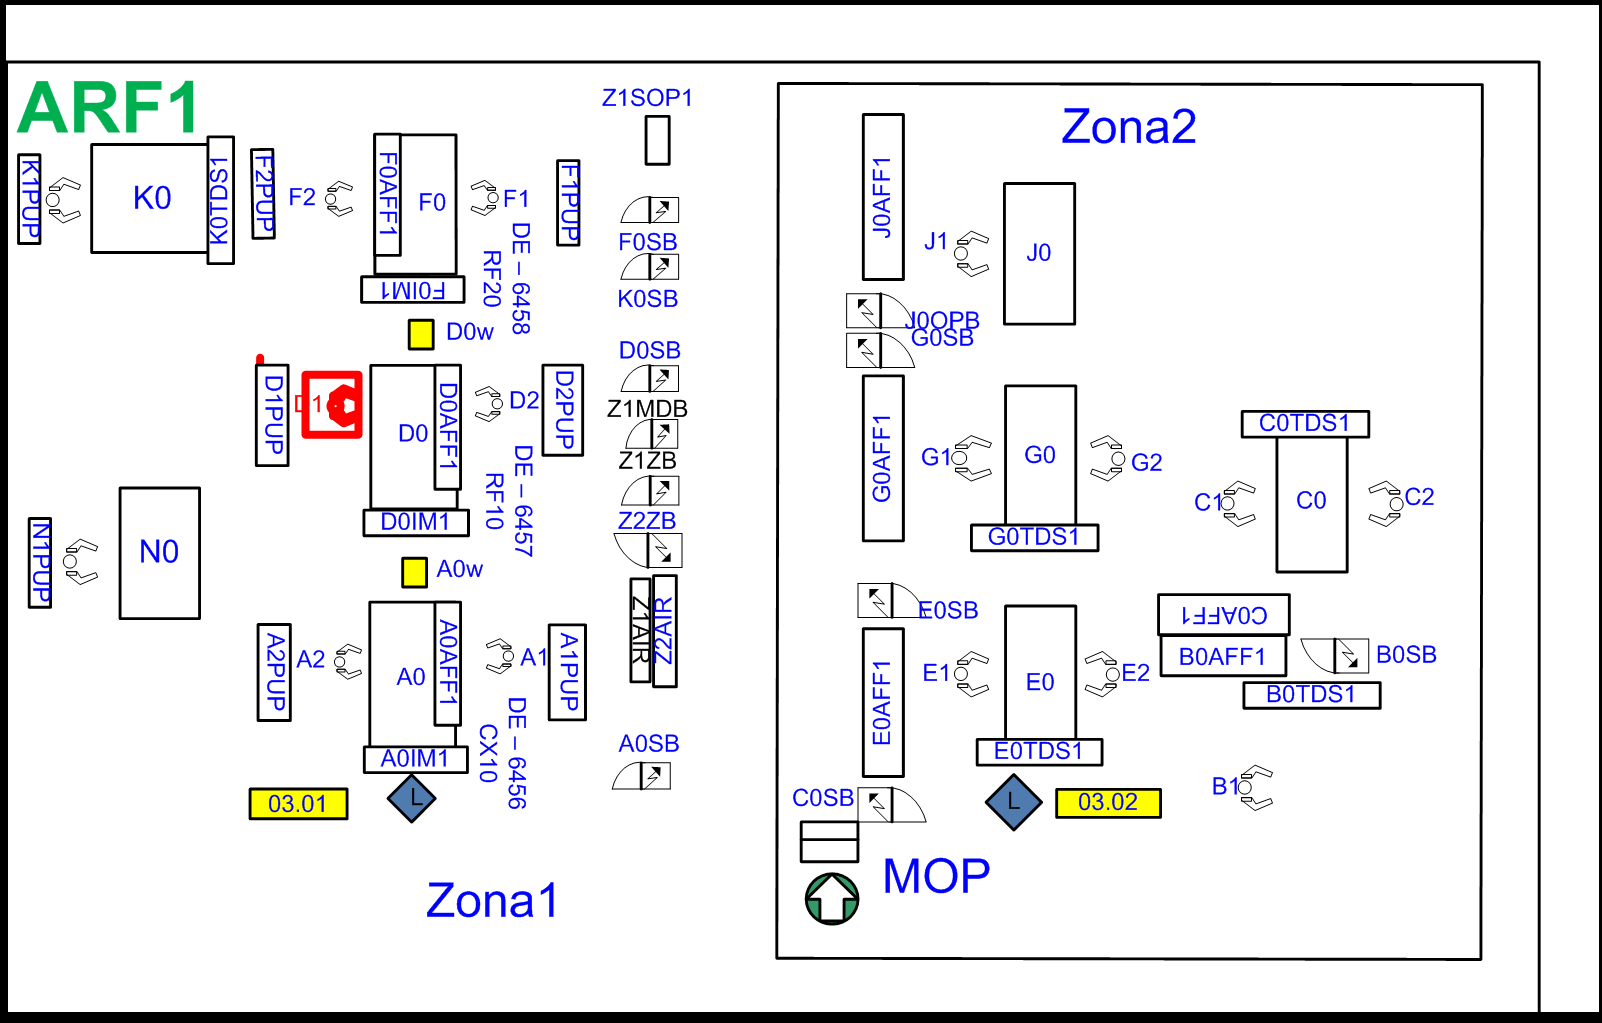 ARF1
Z1SOP1
Zona2
K1PUP
K0
K0TDS1
F2PUP
F2
F0AFF1
F0
F1
F1PUP
F0IM1
DE – 6458
RF20
F0SB
K0SB
J0AFF1
J1
J0
J0OPB
G0SB
D0w
D0SB
Z1MDB
Z1ZB
Z2ZB
D1PUP
D1
D0
D0AFF1
D2
D2PUP
D0IM1
DE – 6457
RF10
G0AFF1
G1
G0
G2
G0TDS1
C0TDS1
C1
C0
C2
N1PUP
N0
A0w
Z1AIR
Z2AIR
E0SB
C0AFF1
B0AFF1
B0SB
B0TDS1
A2PUP
A2
A0
A0AFF1
A1
A1PUP
A0IM1
DE – 6456
CX10
A0SB
E0AFF1
E1
E0
E2
E0TDS1
03.01
L
C0SB
L
03.02
B1
MOP
Zona1